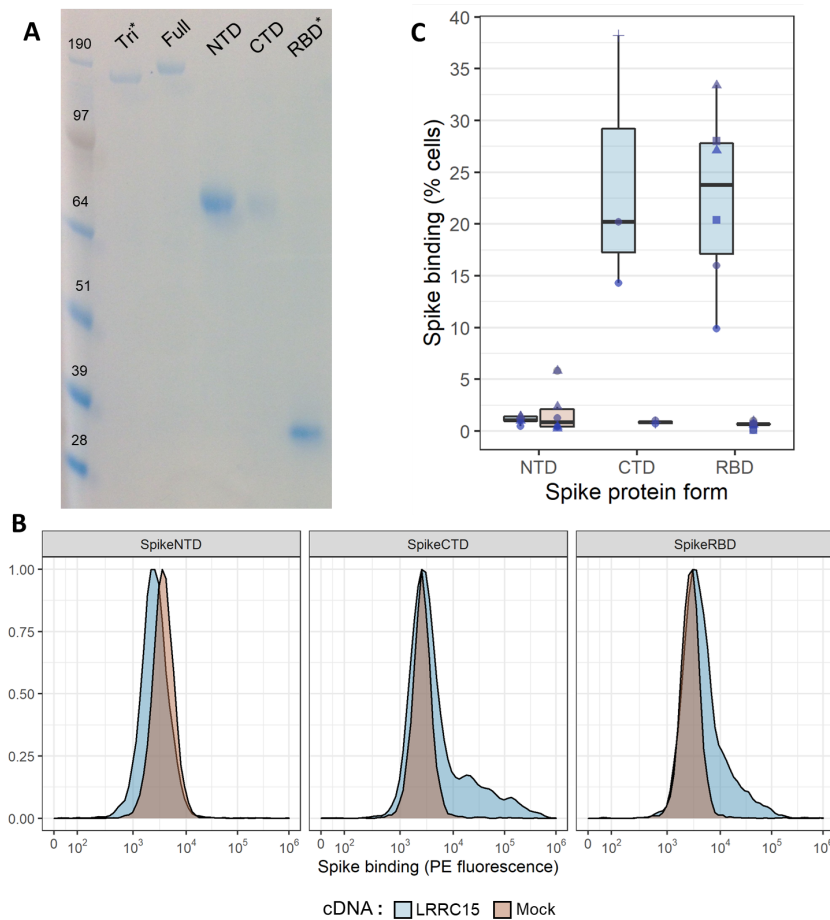 A
Tri* Full NTD CTD RBD*
190
97
64
51
39
28
C
Spike binding (% cells)
40
35
30
25
20
15
10
5
0
NTD CTD RBD
Spike protein form
B
SpikeNTD SpikeCTD SpikeRBD
1.00
0.75
0.50
0.25
0.00
0 10² 10³ 10⁴ 10⁵ 10⁶ 0 10² 10³ 10⁴ 10⁵ 10⁶ 0 10² 10³ 10⁴ 10⁵ 10⁶
Spike binding (PE fluorescence)
cDNA : LRRC15 Mock